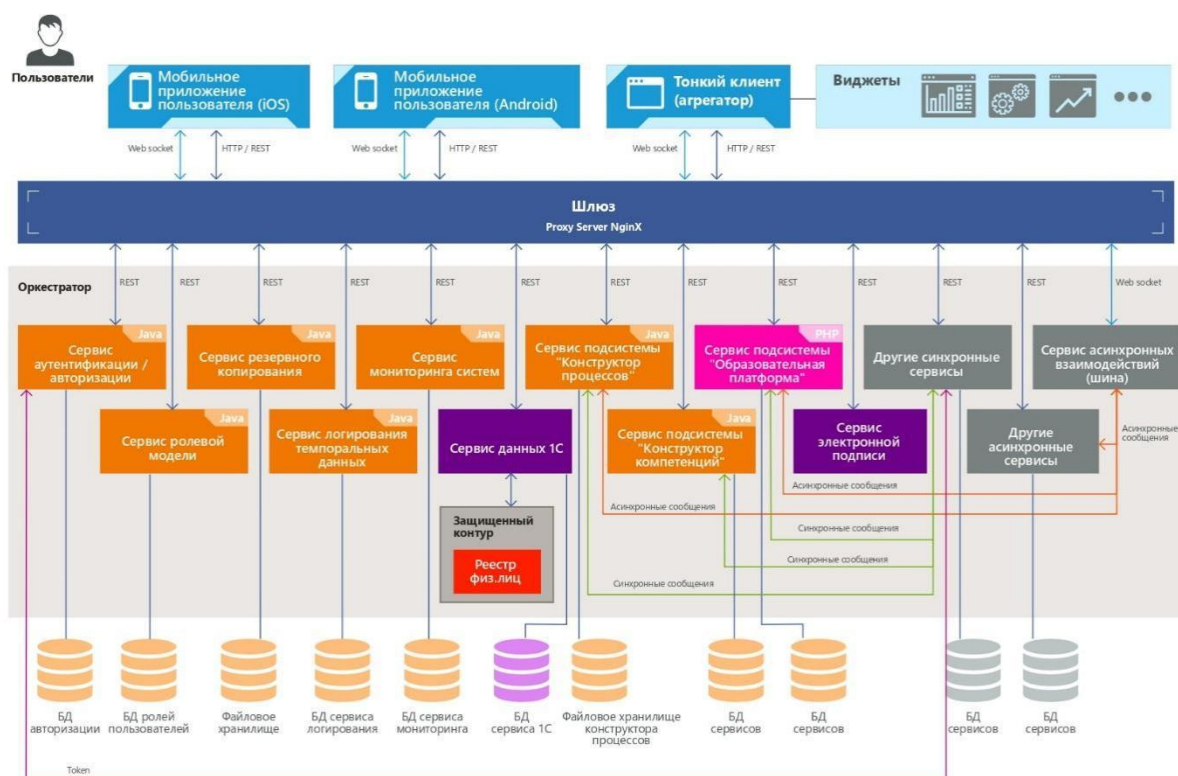 Пользователи
Мобильное
приложение
пользователя (iOS)
Мобильное
приложение
пользователя (Android)
Тонкий клиент
(агрегатор)
Виджеты
Web socket
HTTP / REST
Web socket
HTTP / REST
Web socket
HTTP / REST
Шлюз
Proxy Server NginX
Оркестратор
REST
REST
REST
REST
REST
REST
REST
REST
REST
REST
REST
REST
Web socket
Java
Сервис
аутентификации /
авторизации
Java
Сервис резервного
копирования
Java
Сервис
мониторинга систем
Java
Сервис подсистемы
"Конструктор
процессов"
PHP
Сервис подсистемы
"Образовательная
платформа"
Другие синхронные
сервисы
Сервис асинхронных
взаимодействий
(шина)
Java
Сервис ролевой
модели
Java
Сервис логирования
темпоральных
данных
Сервис данных 1С
Java
Сервис подсистемы
"Конструктор
компетенций"
Сервис
электронной
подписи
Другие
асинхронные
сервисы
Асинхронные
сообщения
Асинхронные сообщения
Асинхронные сообщения
Защищенный
контур
Реестр
физ.лиц
Синхронные сообщения
Синхронные сообщения
Синхронные сообщения
БД
авторизации
БД ролей
пользователей
Файловое
хранилище
БД сервиса
логирования
БД сервиса
мониторинга
БД
сервиса 1С
Файловое хранилище
конструктора
процессов
БД
сервисов
БД
сервисов
БД
сервисов
БД
сервисов
Token